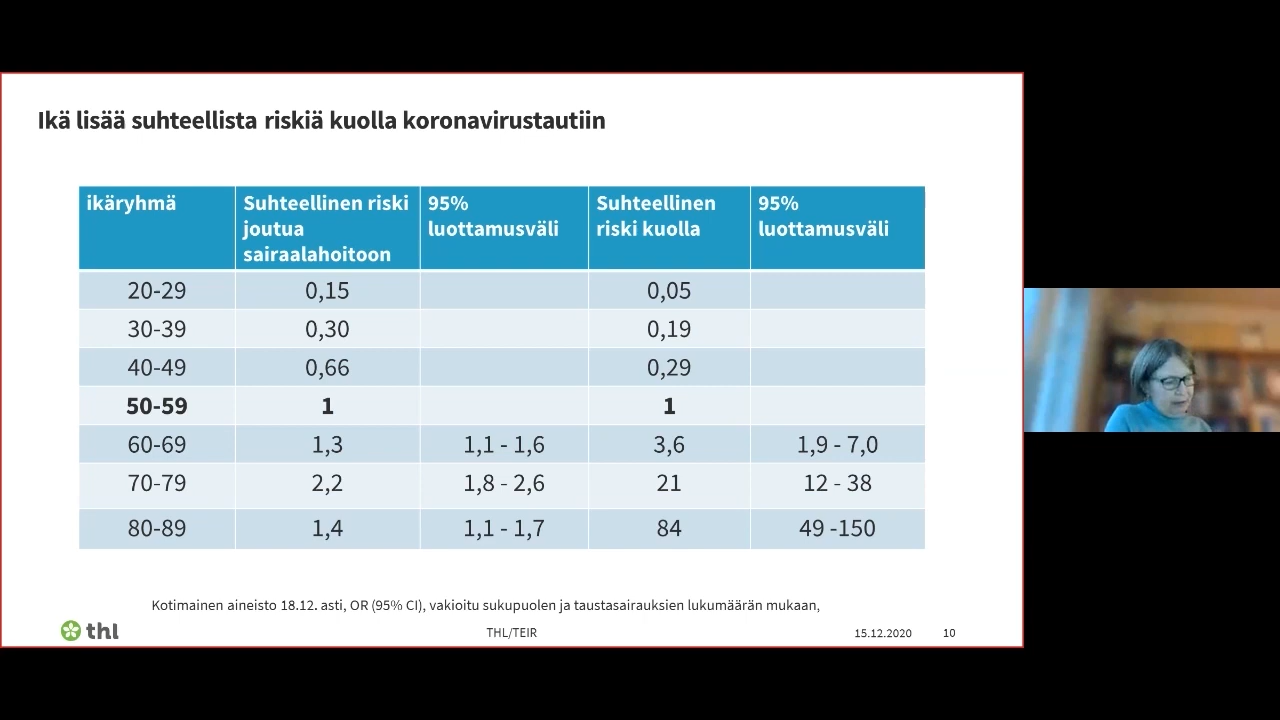 Ikä lisää suhteellista riskiä kuolla koronavirustautiin
ikäryhmä Suhteellinen riski joutua sairaalahoitoon 95% luottamusväli Suhteellinen riski kuolla 95% luottamusväli
20-29 0,15 0,05
30-39 0,30 0,19
40-49 0,66 0,29
50-59 1 1
60-69 1,3 1,1 - 1,6 3,6 1,9 - 7,0
70-79 2,2 1,8 - 2,6 21 12 - 38
80-89 1,4 1,1 - 1,7 84 49 -150
Kotimainen aineisto 18.12. asti, OR (95% CI), vakioitu sukupuolen ja taustasairauksien lukumäärän mukaan,
thl THL/TEIR 15.12.2020 10